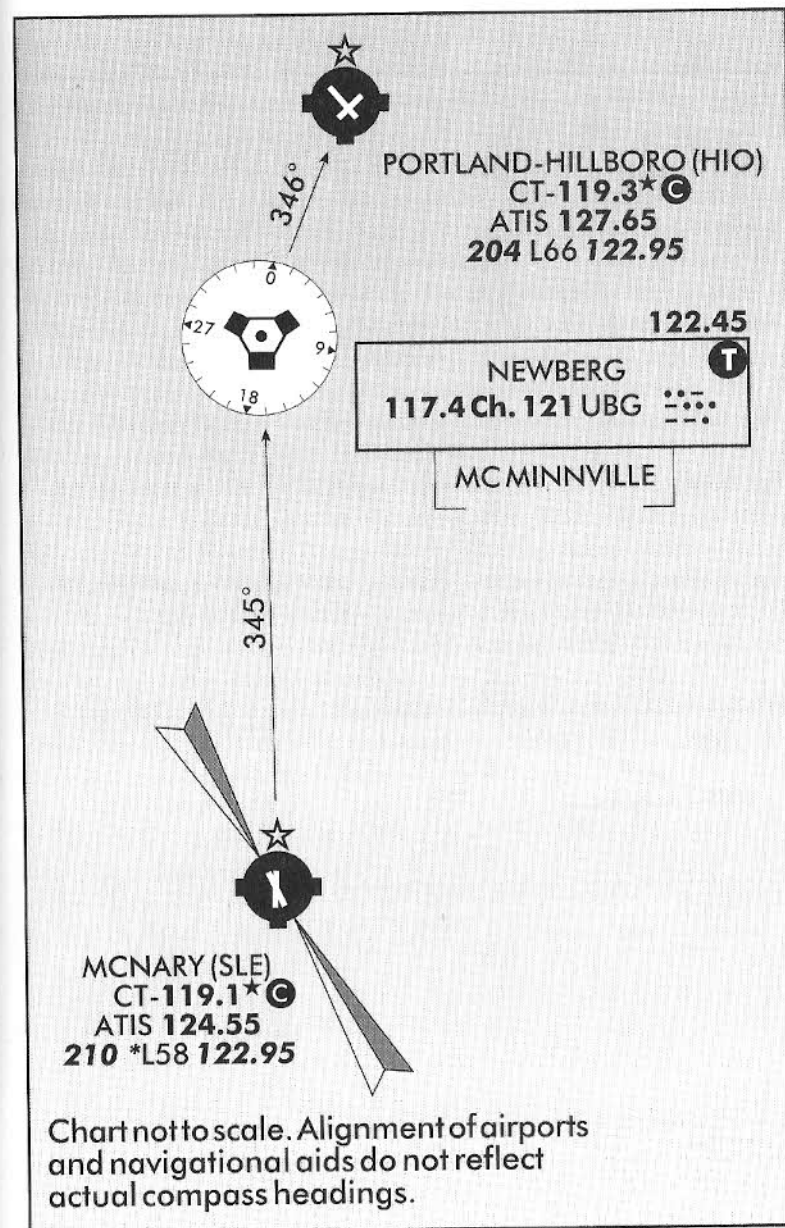 346°
PORTLAND-HILLBORO (HIO)
CT-119.3★ C
ATIS 127.65
204 L66 122.95
0
27
9
18
122.45
T
NEWBERG
117.4 Ch. 121 UBG
MC MINNVILLE
345°
MCNARY (SLE)
CT-119.1★ C
ATIS 124.55
210 *L58 122.95
Chart not to scale. Alignment of airports
and navigational aids do not reflect
actual compass headings.